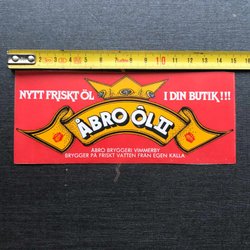 NYTT FRISKT ÖL I DIN BUTIK!!!
ÅBRO ÖL II
ÅBRO BRYGGERI VIMMERBY
BRYGGER PÅ FRISKT VATTEN FRÅN EGEN KÄLLA